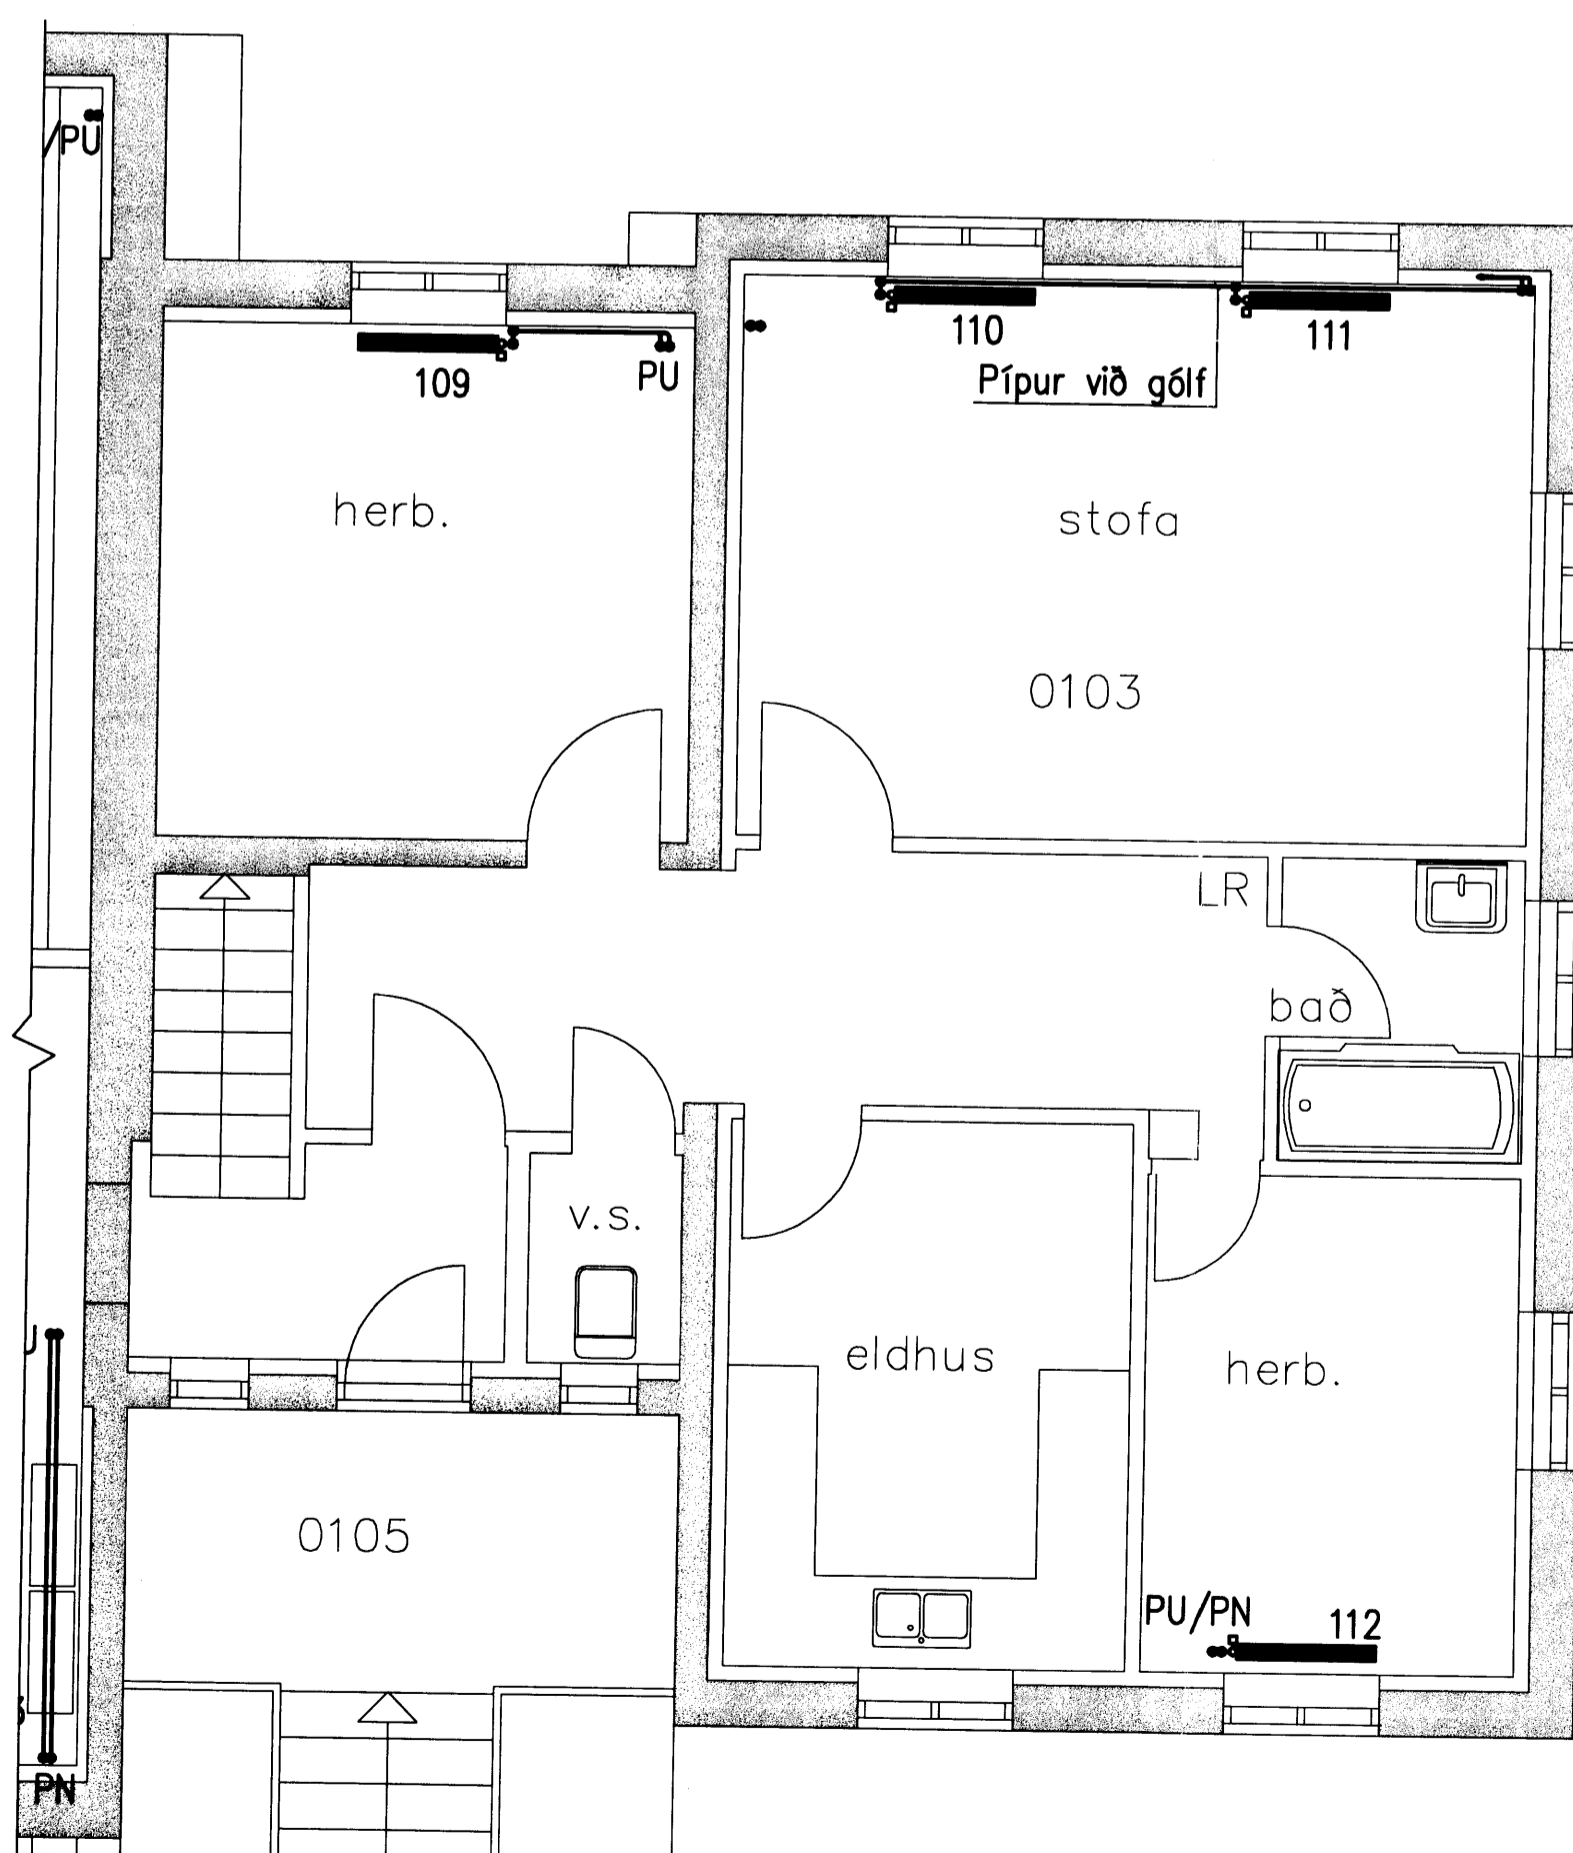 /PU
109
PU
110
111
Pípur við gólf
herb.
stofa
0103
LR
bað
v.s.
eldhus
herb.
0105
PU/PN
112
PN